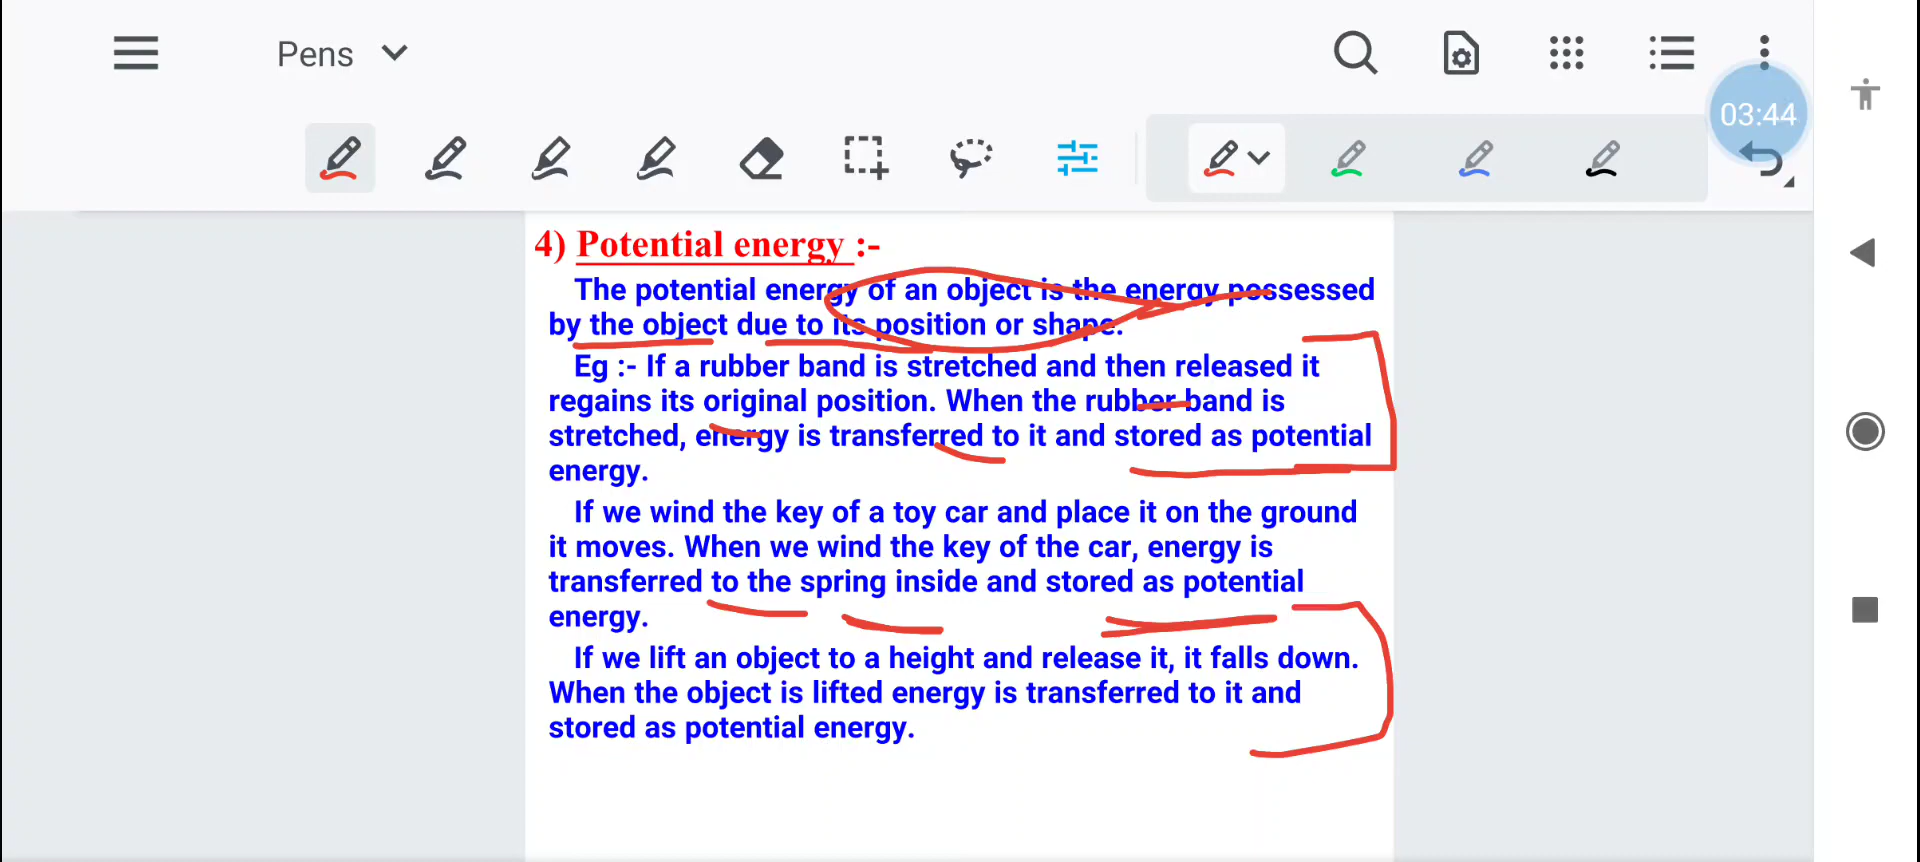 Pens
03:44
4) Potential energy :-
The potential energy of an object is the energy possessed
by the object due to its position or shape.
Eg :- If a rubber band is stretched and then released it
regains its original position. When the rubber band is
stretched, energy is transferred to it and stored as potential
energy.
If we wind the key of a toy car and place it on the ground
it moves. When we wind the key of the car, energy is
transferred to the spring inside and stored as potential
energy.
If we lift an object to a height and release it, it falls down.
When the object is lifted energy is transferred to it and
stored as potential energy.